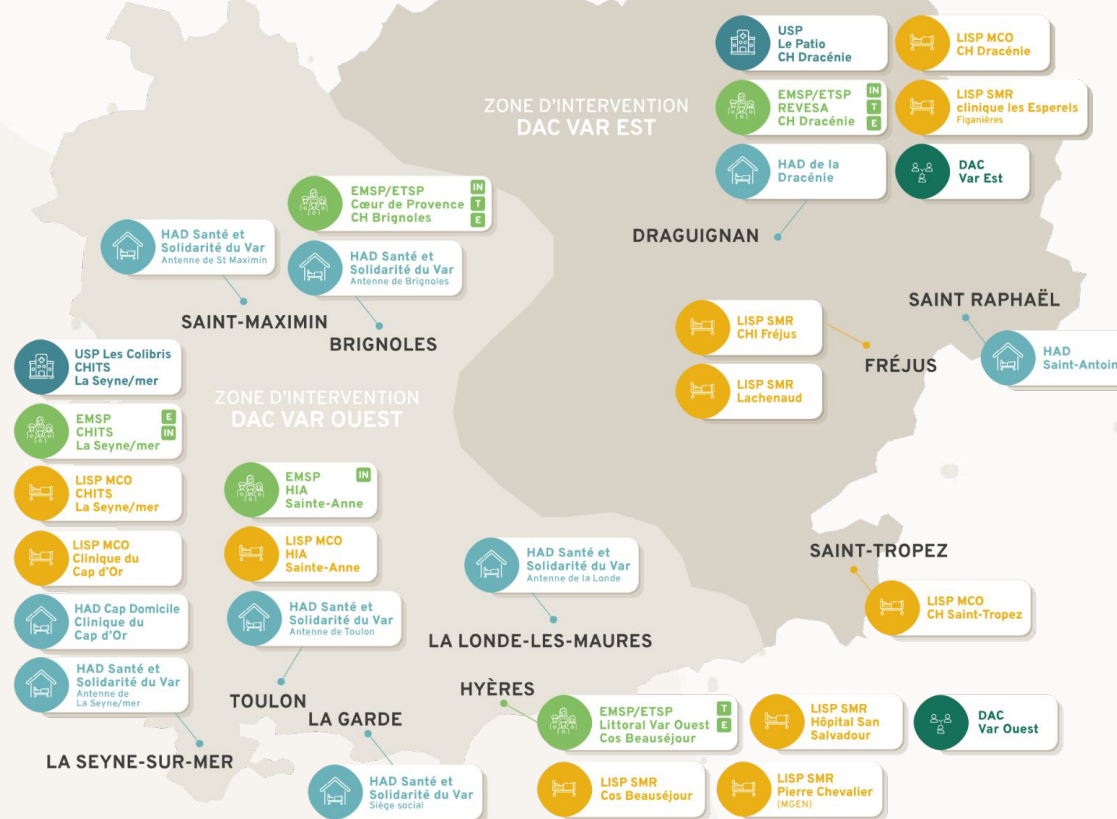 USP
Le Patio
CH Dracénie
LISP MCO
CH Dracénie
ZONE D'INTERVENTION
DAC VAR EST
EMSP/ETSP
REVESA
CH Dracénie
IN
T
E
LISP SMR
clinique les Esperels
Figanières
HAD de la
Dracénie
DAC
Var Est
DRAGUIGNAN
EMSP/ETSP
Cœur de Provence
CH Brignoles
IN
T
E
HAD Santé et
Solidarité du Var
Antenne de St Maximin
HAD Santé et
Solidarité du Var
Antenne de Brignoles
SAINT-MAXIMIN
BRIGNOLES
SAINT RAPHAËL
LISP SMR
CHI Fréjus
FRÉJUS
HAD
Saint-Antoin
LISP SMR
Lachenaud
USP Les Colibris
CHITS
La Seyne/mer
ZONE D'INTERVENTION
DAC VAR OUEST
EMSP
CHITS
La Seyne/mer
E
IN
LISP MCO
CHITS
La Seyne/mer
LISP MCO
Clinique du
Cap d'Or
HAD Cap Domicile
Clinique du
Cap d'Or
HAD Santé et
Solidarité du Var
Antenne de
La Seyne/mer
LA SEYNE-SUR-MER
EMSP
HIA
Sainte-Anne
IN
LISP MCO
HIA
Sainte-Anne
HAD Santé et
Solidarité du Var
Antenne de Toulon
TOULON
LA GARDE
HAD Santé et
Solidarité du Var
Siège social
HAD Santé et
Solidarité du Var
Antenne de la Londe
LA LONDE-LES-MAURES
SAINT-TROPEZ
LISP MCO
CH Saint-Tropez
HYÈRES
EMSP/ETSP
Littoral Var Ouest
Cos Beauséjour
T
E
LISP SMR
Hôpital San
Salvadour
DAC
Var Ouest
LISP SMR
Cos Beauséjour
LISP SMR
Pierre Chevalier
(MGEN)